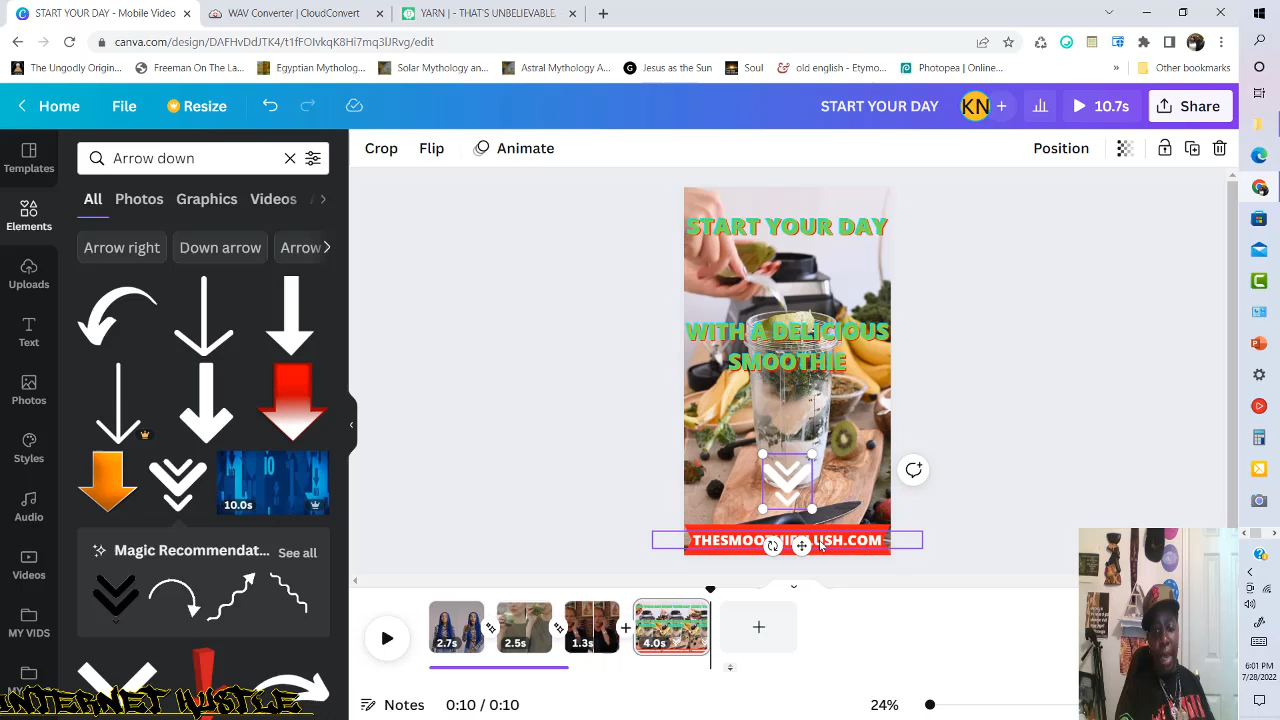 START YOUR DAY - Mobile Video
WAV Converter | CloudConvert
YARN | - THAT'S UNBELIEVABLE.
canva.com/design/DAFHvDdJTK4/t1fFOIvkqK8Hi7mq3IJRvg/edit
The Ungodly Origin...
Freeman On The La...
Egyptian Mytholog...
Solar Mythology an...
Astral Mythology A...
Jesus as the Sun
Soul
old english - Etymo...
Photopea | Online...
Other bookmarks
Home
File
Resize
START YOUR DAY
KN
10.7s
Share
Templates
Elements
Uploads
Text
Photos
Styles
Audio
Videos
MY VIDS
Arrow down
All
Photos
Graphics
Videos
Arrow right
Down arrow
Arrow
10.0s
Magic Recommendat...
See all
Crop
Flip
Animate
Position
START YOUR DAY
WITH A DELICIOUS
SMOOTHIE
2.7s
2.5s
1.3s
4.0s
Notes
0:10 / 0:10
24%
INTERNET HUSTLE
6:01 PM
7/28/2022